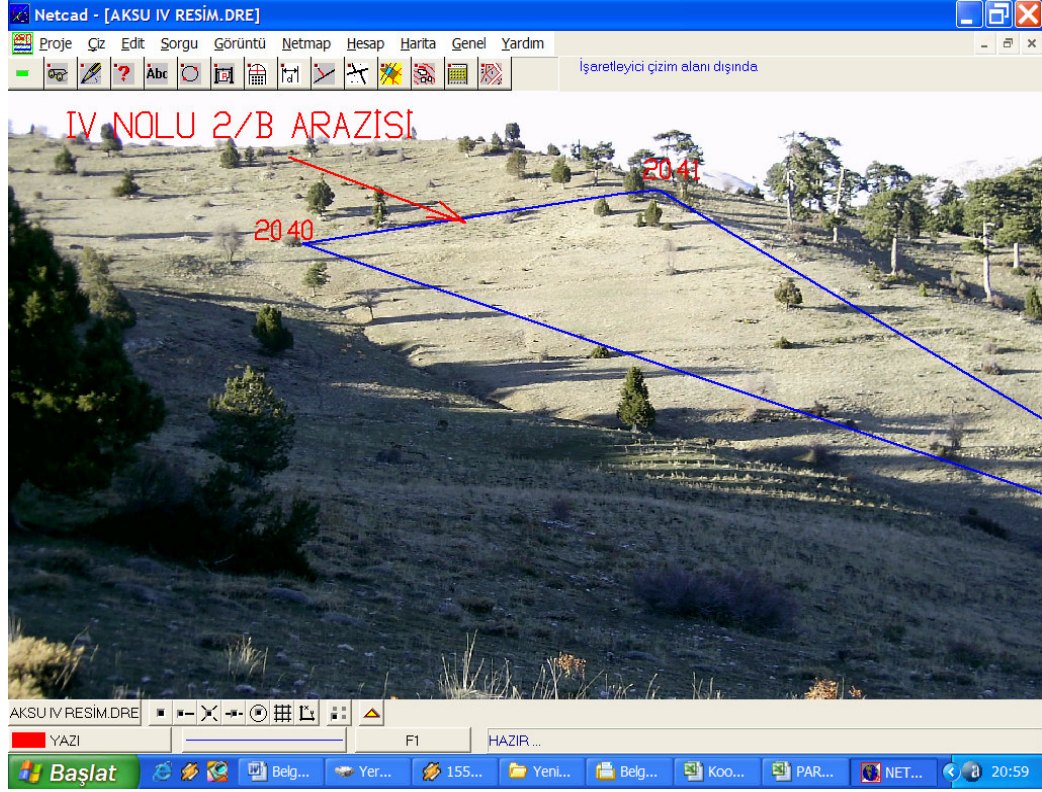 Netcad - [AKSU IV RESİM.DRE]
Proje Çiz Edit Sorgu Görüntü Netmap Hesap Harita Genel Yardım
? Abc R d
İşaretleyici çizim alanı dışında
IV NOLU 2/B ARAZİSİ
2041
2040
AKSU IV RESİM.DRE
YAZI F1 HAZIR ...
Başlat Belg... Yer... 155... Yeni... Belg... Koo... PAR... NET... 20:59